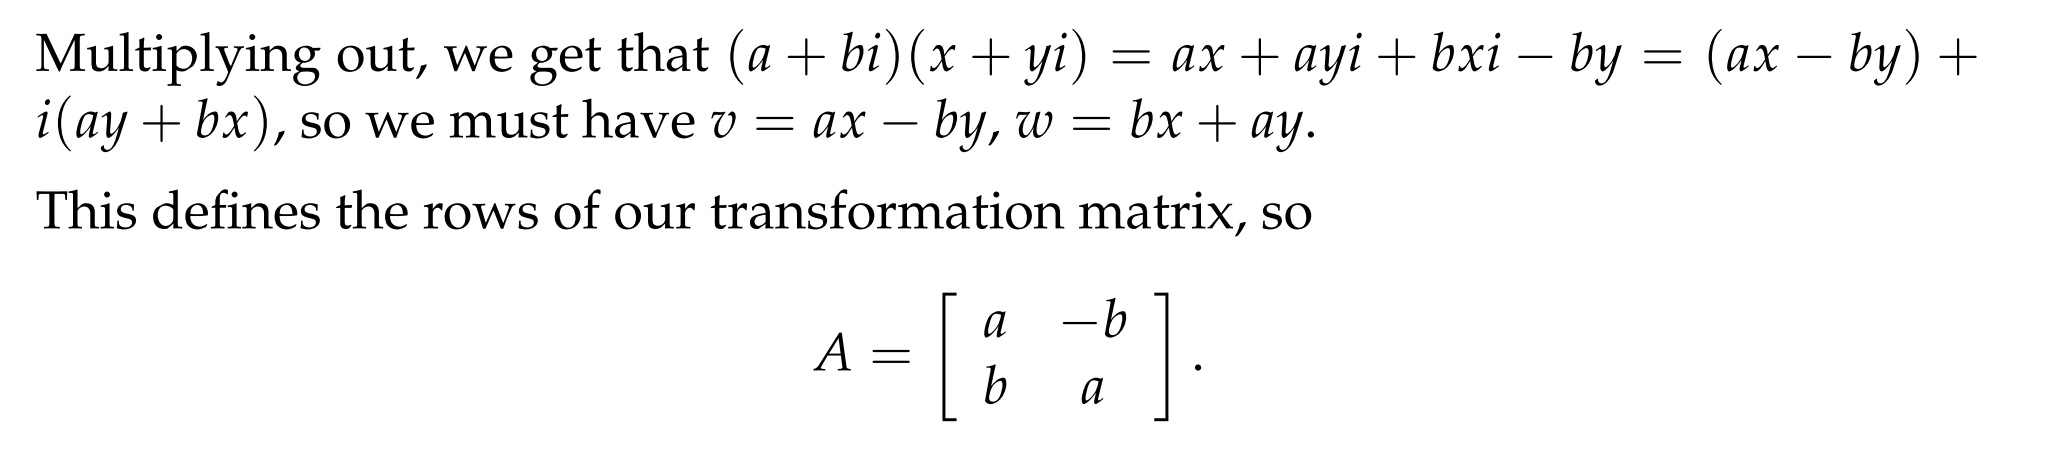 Multiplying out, we get that (a + bi)(x + yi) = ax + ayi + bxi − by = (ax − by) +
i(ay + bx), so we must have v = ax − by, w = bx + ay.
This defines the rows of our transformation matrix, so
A = [ a −b
b a ] .